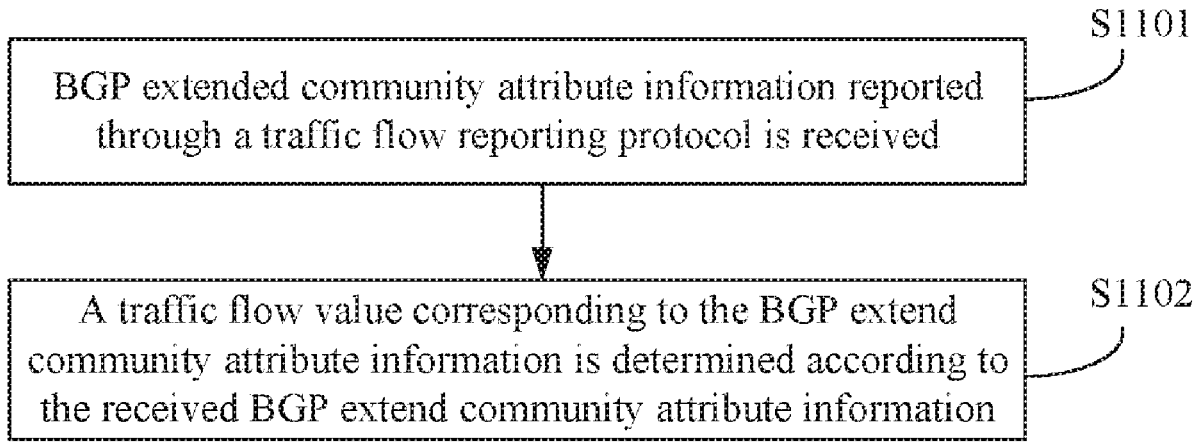 S1101
BGP extended community attribute information reported
through a traffic flow reporting protocol is received
S1102
A traffic flow value corresponding to the BGP extend
community attribute information is determined according to
the received BGP extend community attribute information